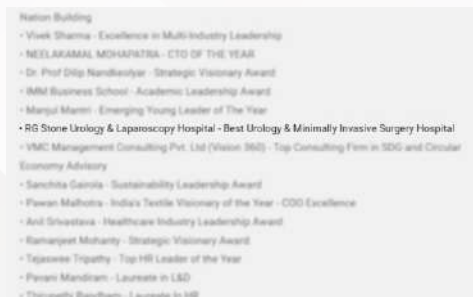 Nation Building
• Vivek Sharma - Excellence in Multi-Industry Leadership
• NEELAKAMAL MOHAPATRA - CTO OF THE YEAR
• Dr. Prof Dilip Nandkeolyar - Strategic Visionary Award
• IMM Business School - Academic Leadership Award
• Manjul Mantri - Emerging Young Leader of The Year
• RG Stone Urology & Laparoscopy Hospital - Best Urology & Minimally Invasive Surgery Hospital
• VMC Management Consulting Pvt. Ltd (Vision 360) - Top Consulting Firm in SDG and Circular
Economy Advisory
• Sanchita Gairola - Sustainability Leadership Award
• Pawan Malhotra - India's Textile Visionary of the Year - COO Excellence
• Anil Srivastava - Healthcare Industry Leadership Award
• Ramanjeet Mohanty - Strategic Visionary Award
• Tejaswee Tripathy - Top HR Leader of the Year
• Pavani Mandiram - Laureate in L&D
• Thirupathi - Laureate In HR